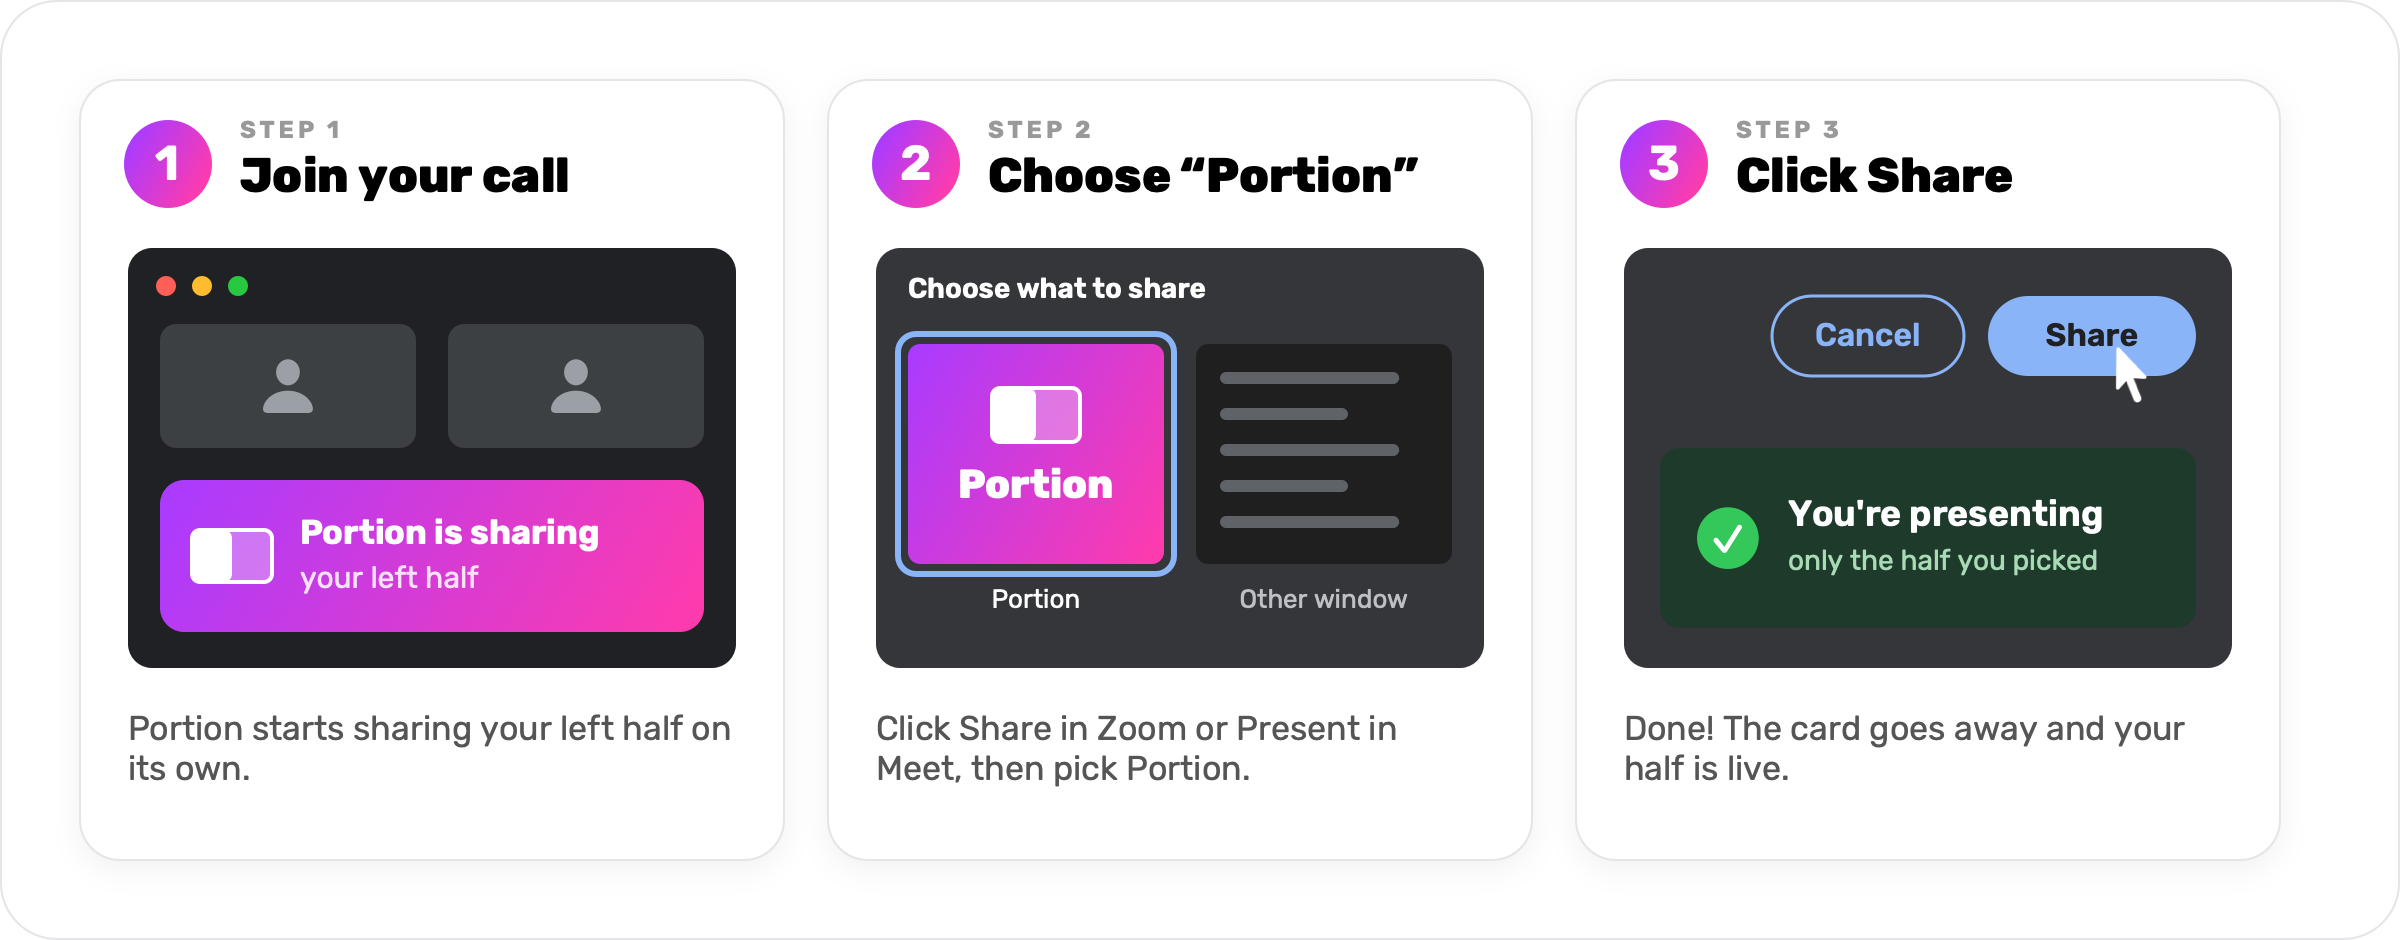 1
STEP 1
Join your call
Portion is sharing
your left half
Portion starts sharing your left half on
its own.
2
STEP 2
Choose “Portion”
Choose what to share
Portion
Portion
Other window
Click Share in Zoom or Present in
Meet, then pick Portion.
3
STEP 3
Click Share
Cancel
Share
You're presenting
only the half you picked
Done! The card goes away and your
half is live.